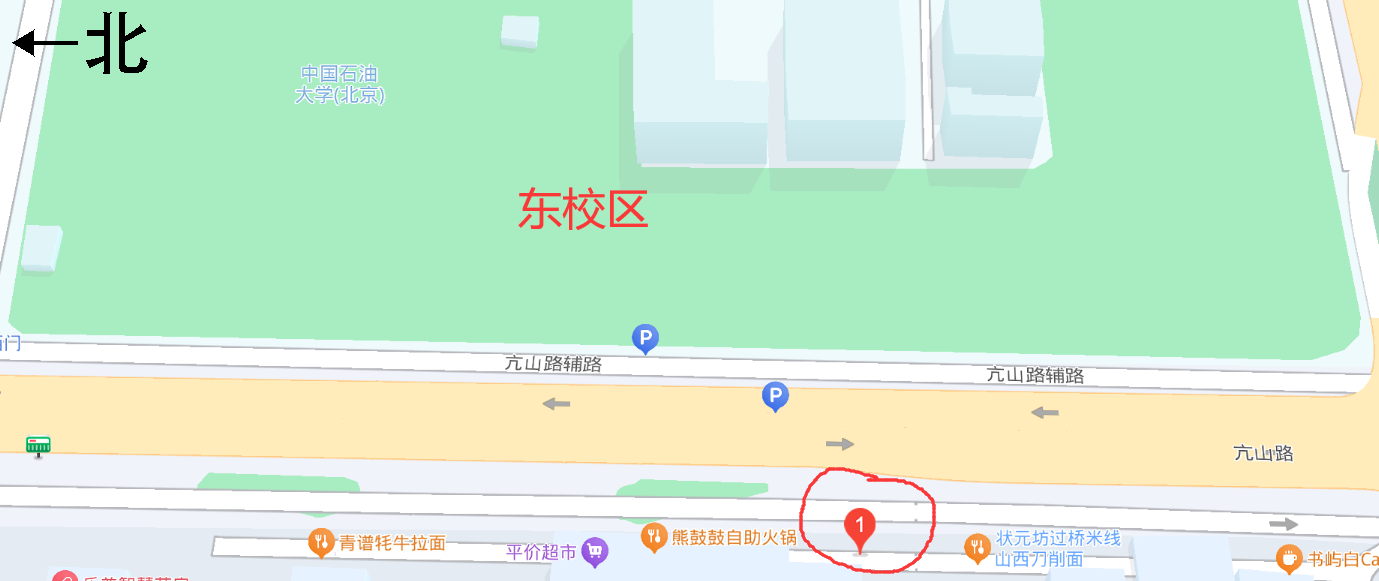 北
中国石油
大学(北京)
东校区
P
亢山路辅路
亢山路辅路
P
亢山路
1
青谱牦牛拉面
平价超市
熊鼓鼓自助火锅
状元坊过桥米线
山西刀削面
书屿白Ca